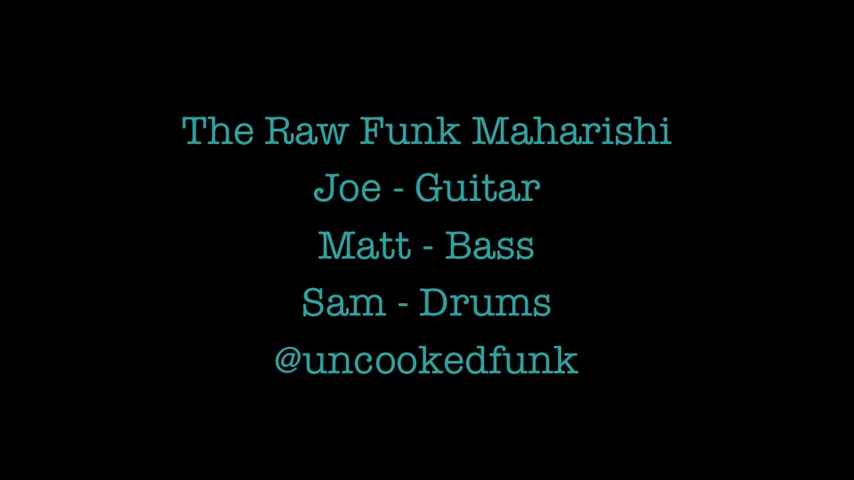 The Raw Funk Maharishi
Joe - Guitar
Matt - Bass
Sam - Drums
@uncookedfunk